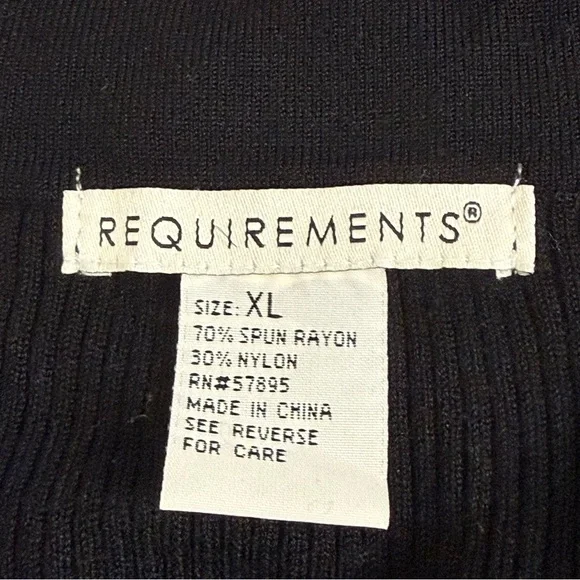 REQUIREMENTS®
SIZE: XL
70% SPUN RAYON
30% NYLON
RN#57895
MADE IN CHINA
SEE REVERSE
FOR CARE